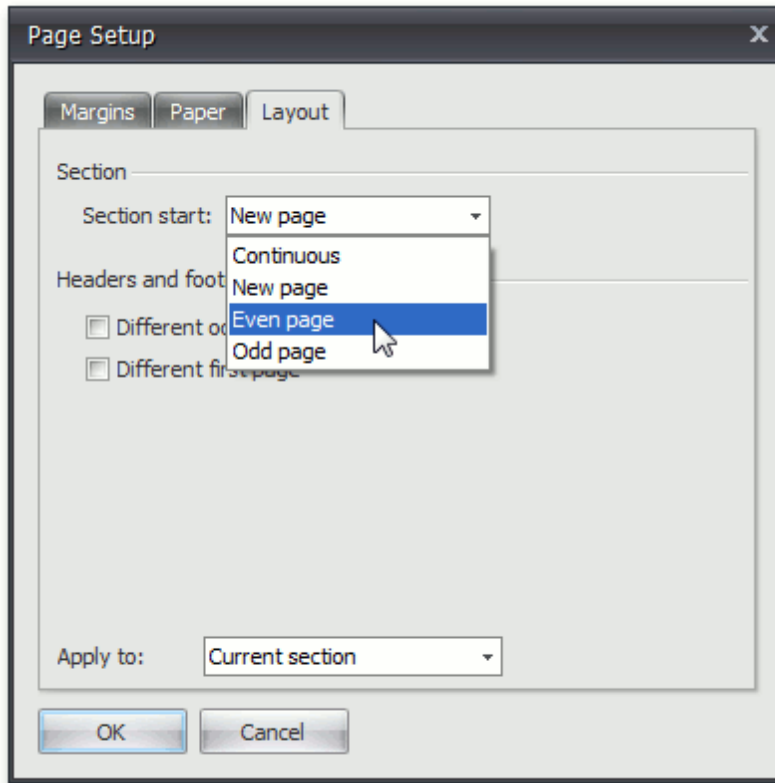 Page Setup
x
Margins Paper Layout
Section
Section start: New page
Continuous
Headers and foot
New page
Even page
Different
Odd page
Different first page
Apply to: Current section
OK Cancel